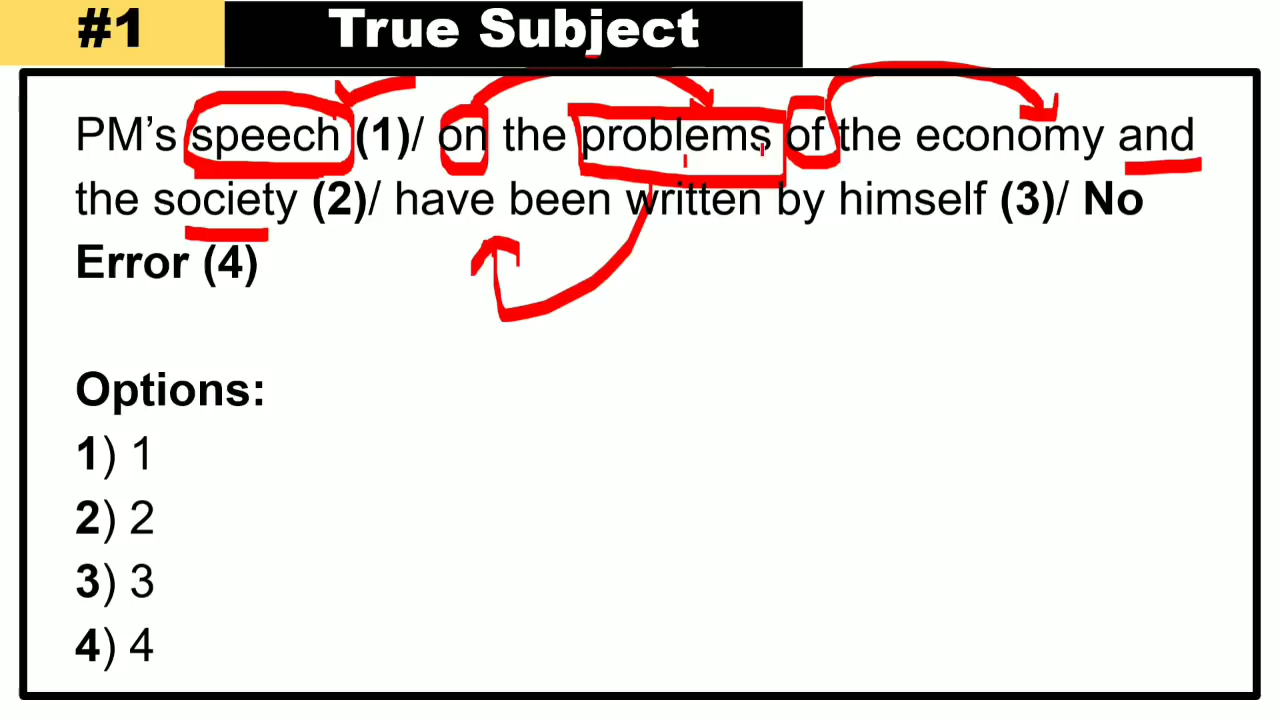 #1
True Subject
PM’s speech (1)/ on the problems of the economy and
the society (2)/ have been written by himself (3)/ No
Error (4)
Options:
1) 1
2) 2
3) 3
4) 4